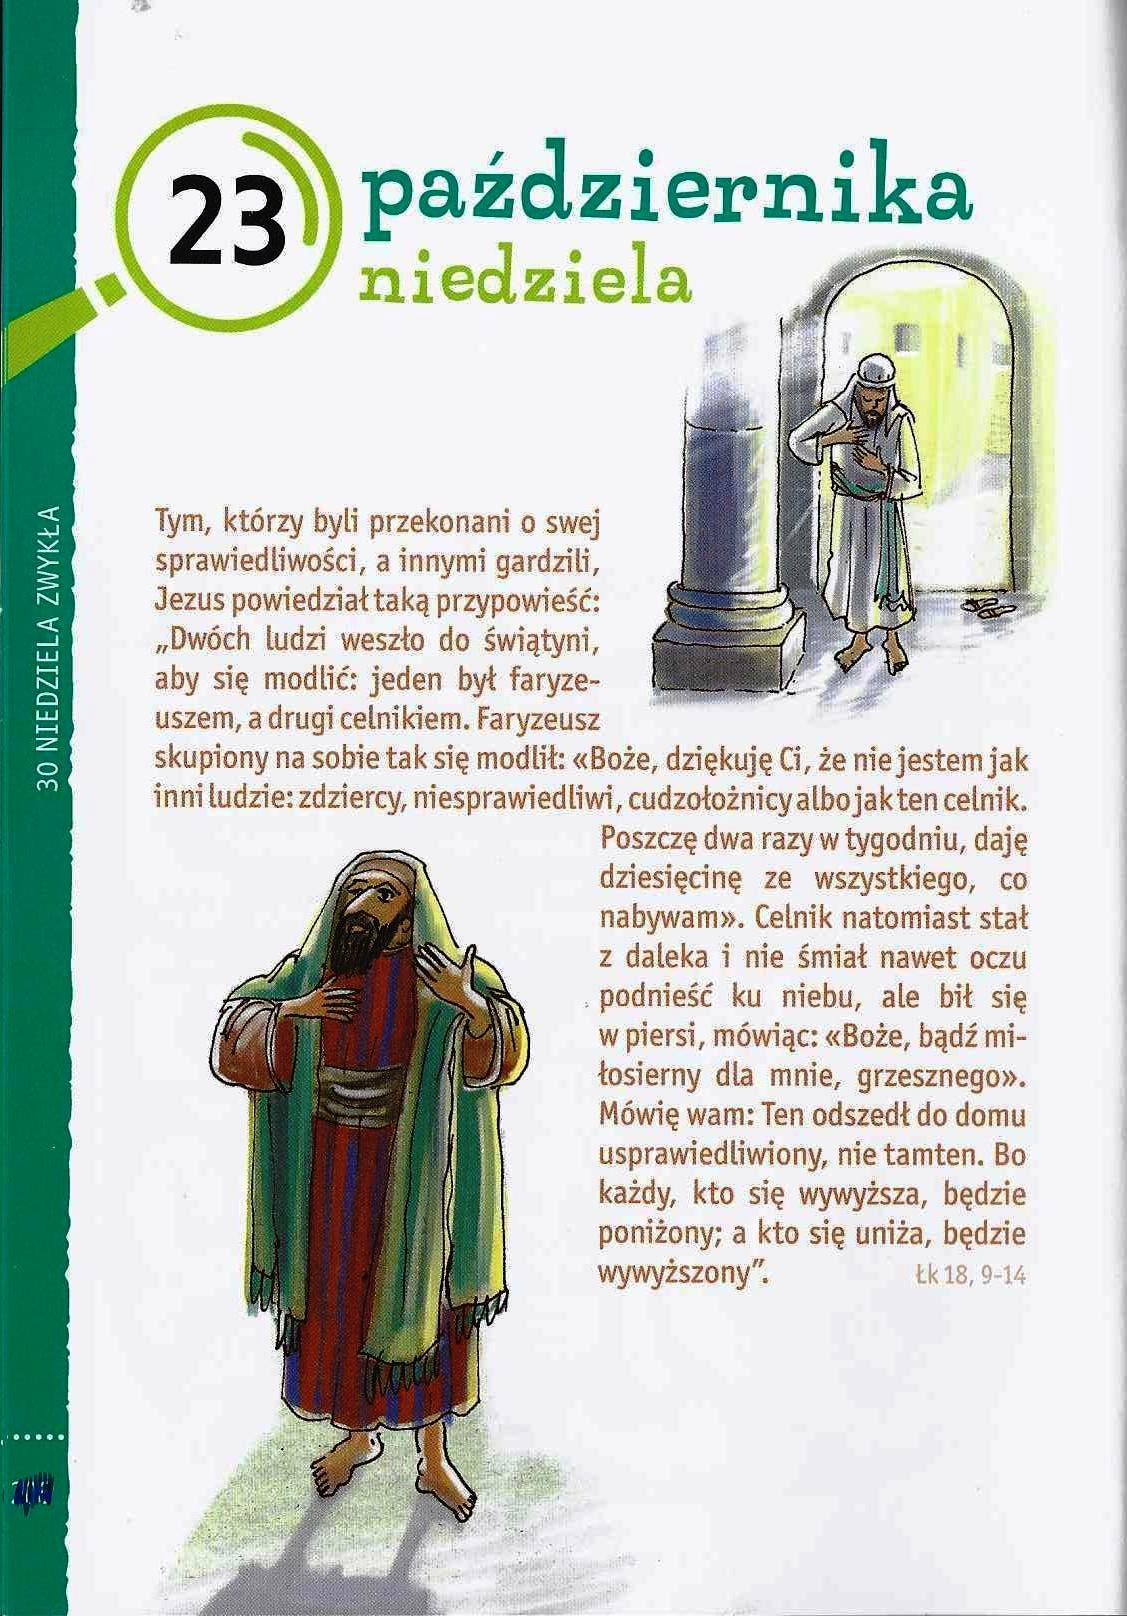 23 października
niedziela
30 NIEDZIELA ZWYKŁA
Tym, którzy byli przekonani o swej
sprawiedliwości, a innymi gardzili,
Jezus powiedział taką przypowieść:
„Dwóch ludzi weszło do świątyni,
aby się modlić: jeden był faryze-
uszem, a drugi celnikiem. Faryzeusz
skupiony na sobie tak się modlił: «Boże, dziękuję Ci, że nie jestem jak
inni ludzie: zdziercy, niesprawiedliwi, cudzołożnicy albo jak ten celnik.
Poszczę dwa razy w tygodniu, daję
dziesięcinę ze wszystkiego, co
nabywam». Celnik natomiast stał
z daleka i nie śmiał nawet oczu
podnieść ku niebu, ale bił się
w piersi, mówiąc: «Boże, bądź mi-
łosierny dla mnie, grzesznego».
Mówię wam: Ten odszedł do domu
usprawiedliwiony, nie tamten. Bo
każdy, kto się wywyższa, będzie
poniżony; a kto się uniża, będzie
wywyższony”. Łk 18, 9-14